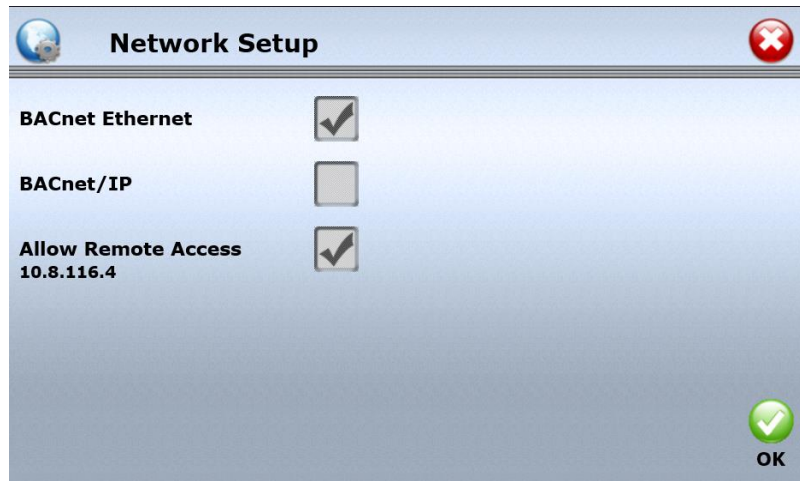 Network Setup
BACnet Ethernet
BACnet/IP
Allow Remote Access
10.8.116.4
OK